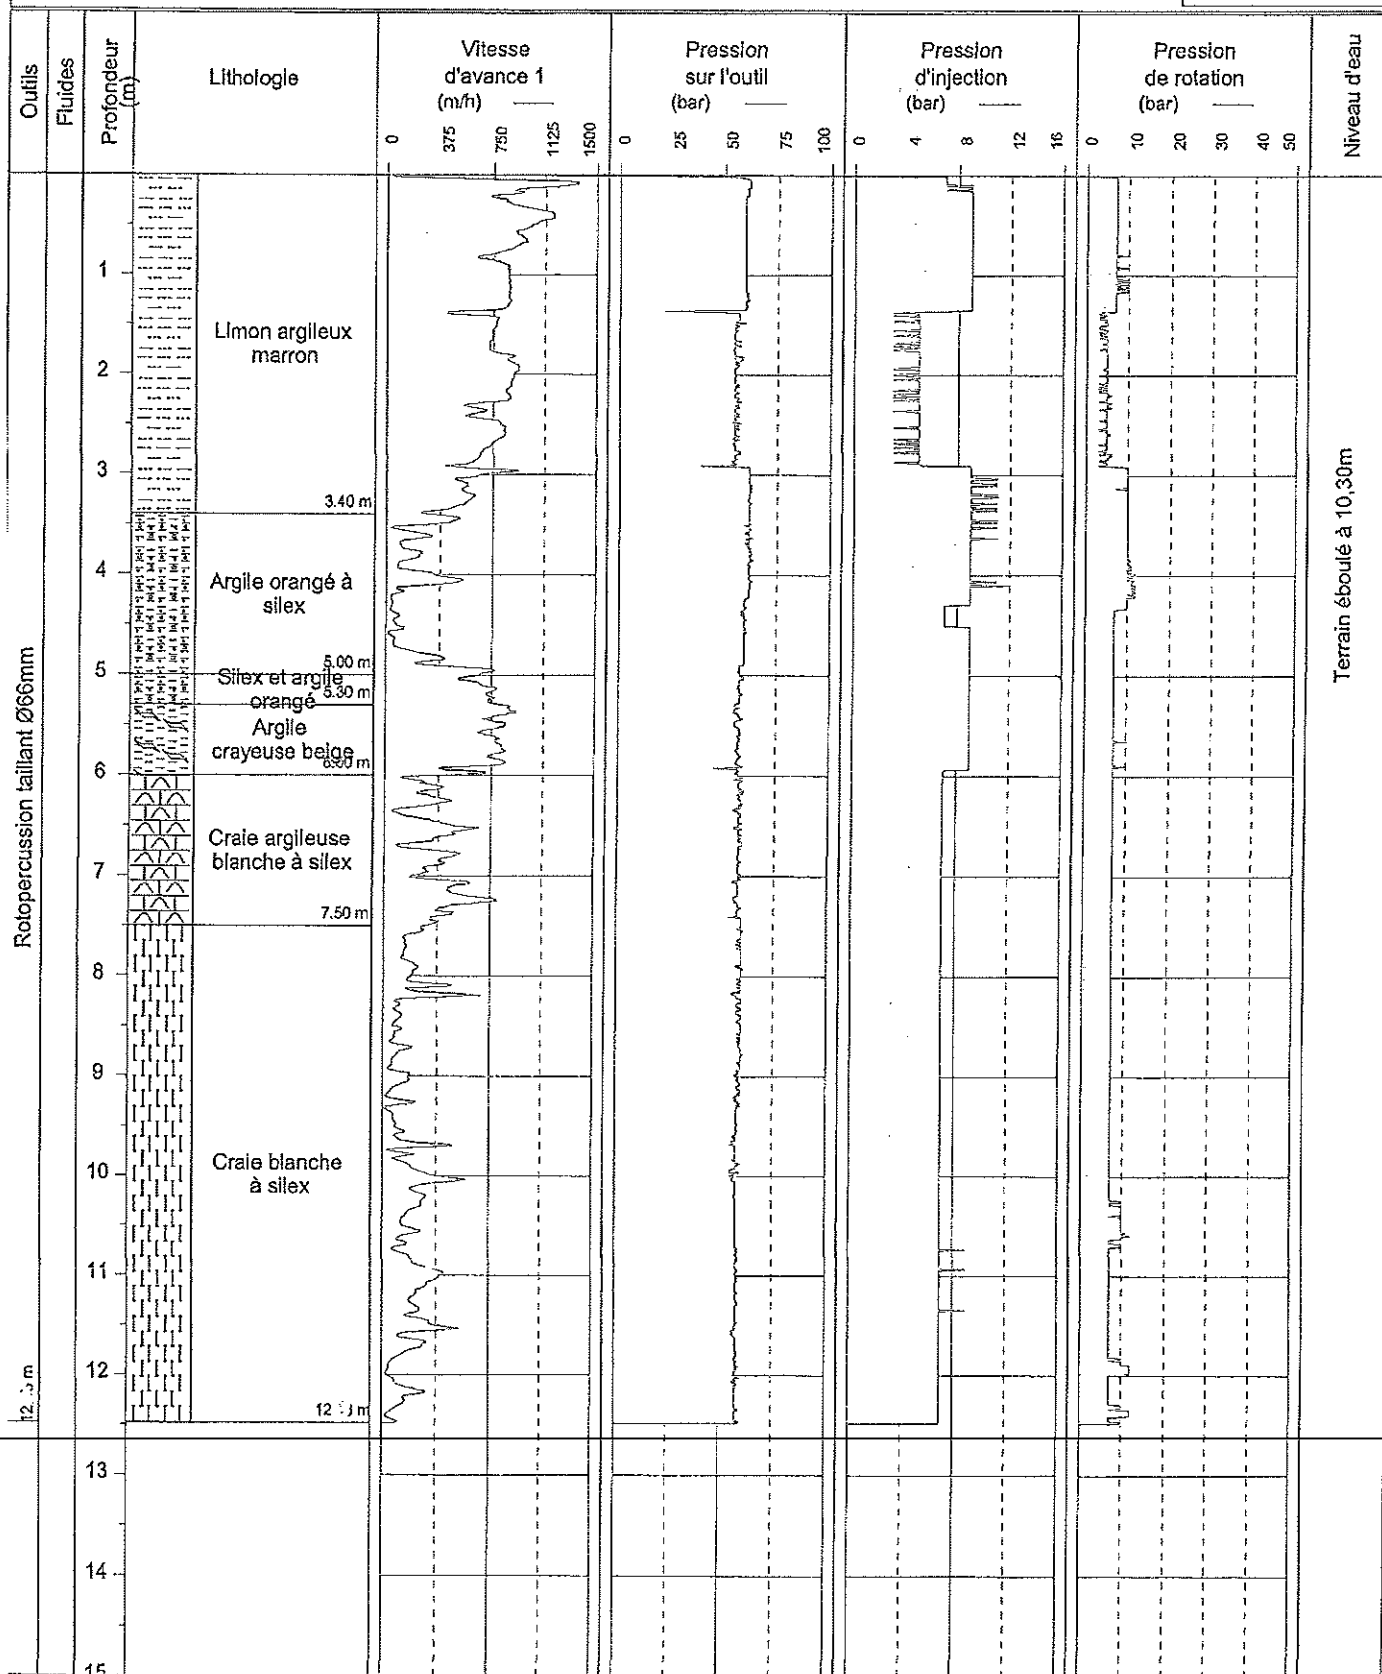 Outils
Fluides
Profondeur
(m)
Lithologie
Vitesse
d'avance 1
(m/h)
0 375 750 1125 1500
Pression
sur l'outil
(bar)
0 25 50 75 100
Pression
d'injection
(bar)
0 4 8 12 16
Pression
de rotation
(bar)
0 10 20 30 40 50
Niveau d'eau
1
Limon argileux
marron
2
3
3.40 m
4
Argile orangé à
silex
5.00 m
5
Silex et argile
orangé
5.30 m
Argile
crayeuse beige
6.00 m
6
Craie argileuse
blanche à silex
7
7.50 m
8
9
Craie blanche
à silex
10
11
12
13
14
15
Rotopercussion taillant Ø66mm
Terrain éboulé à 10,30m